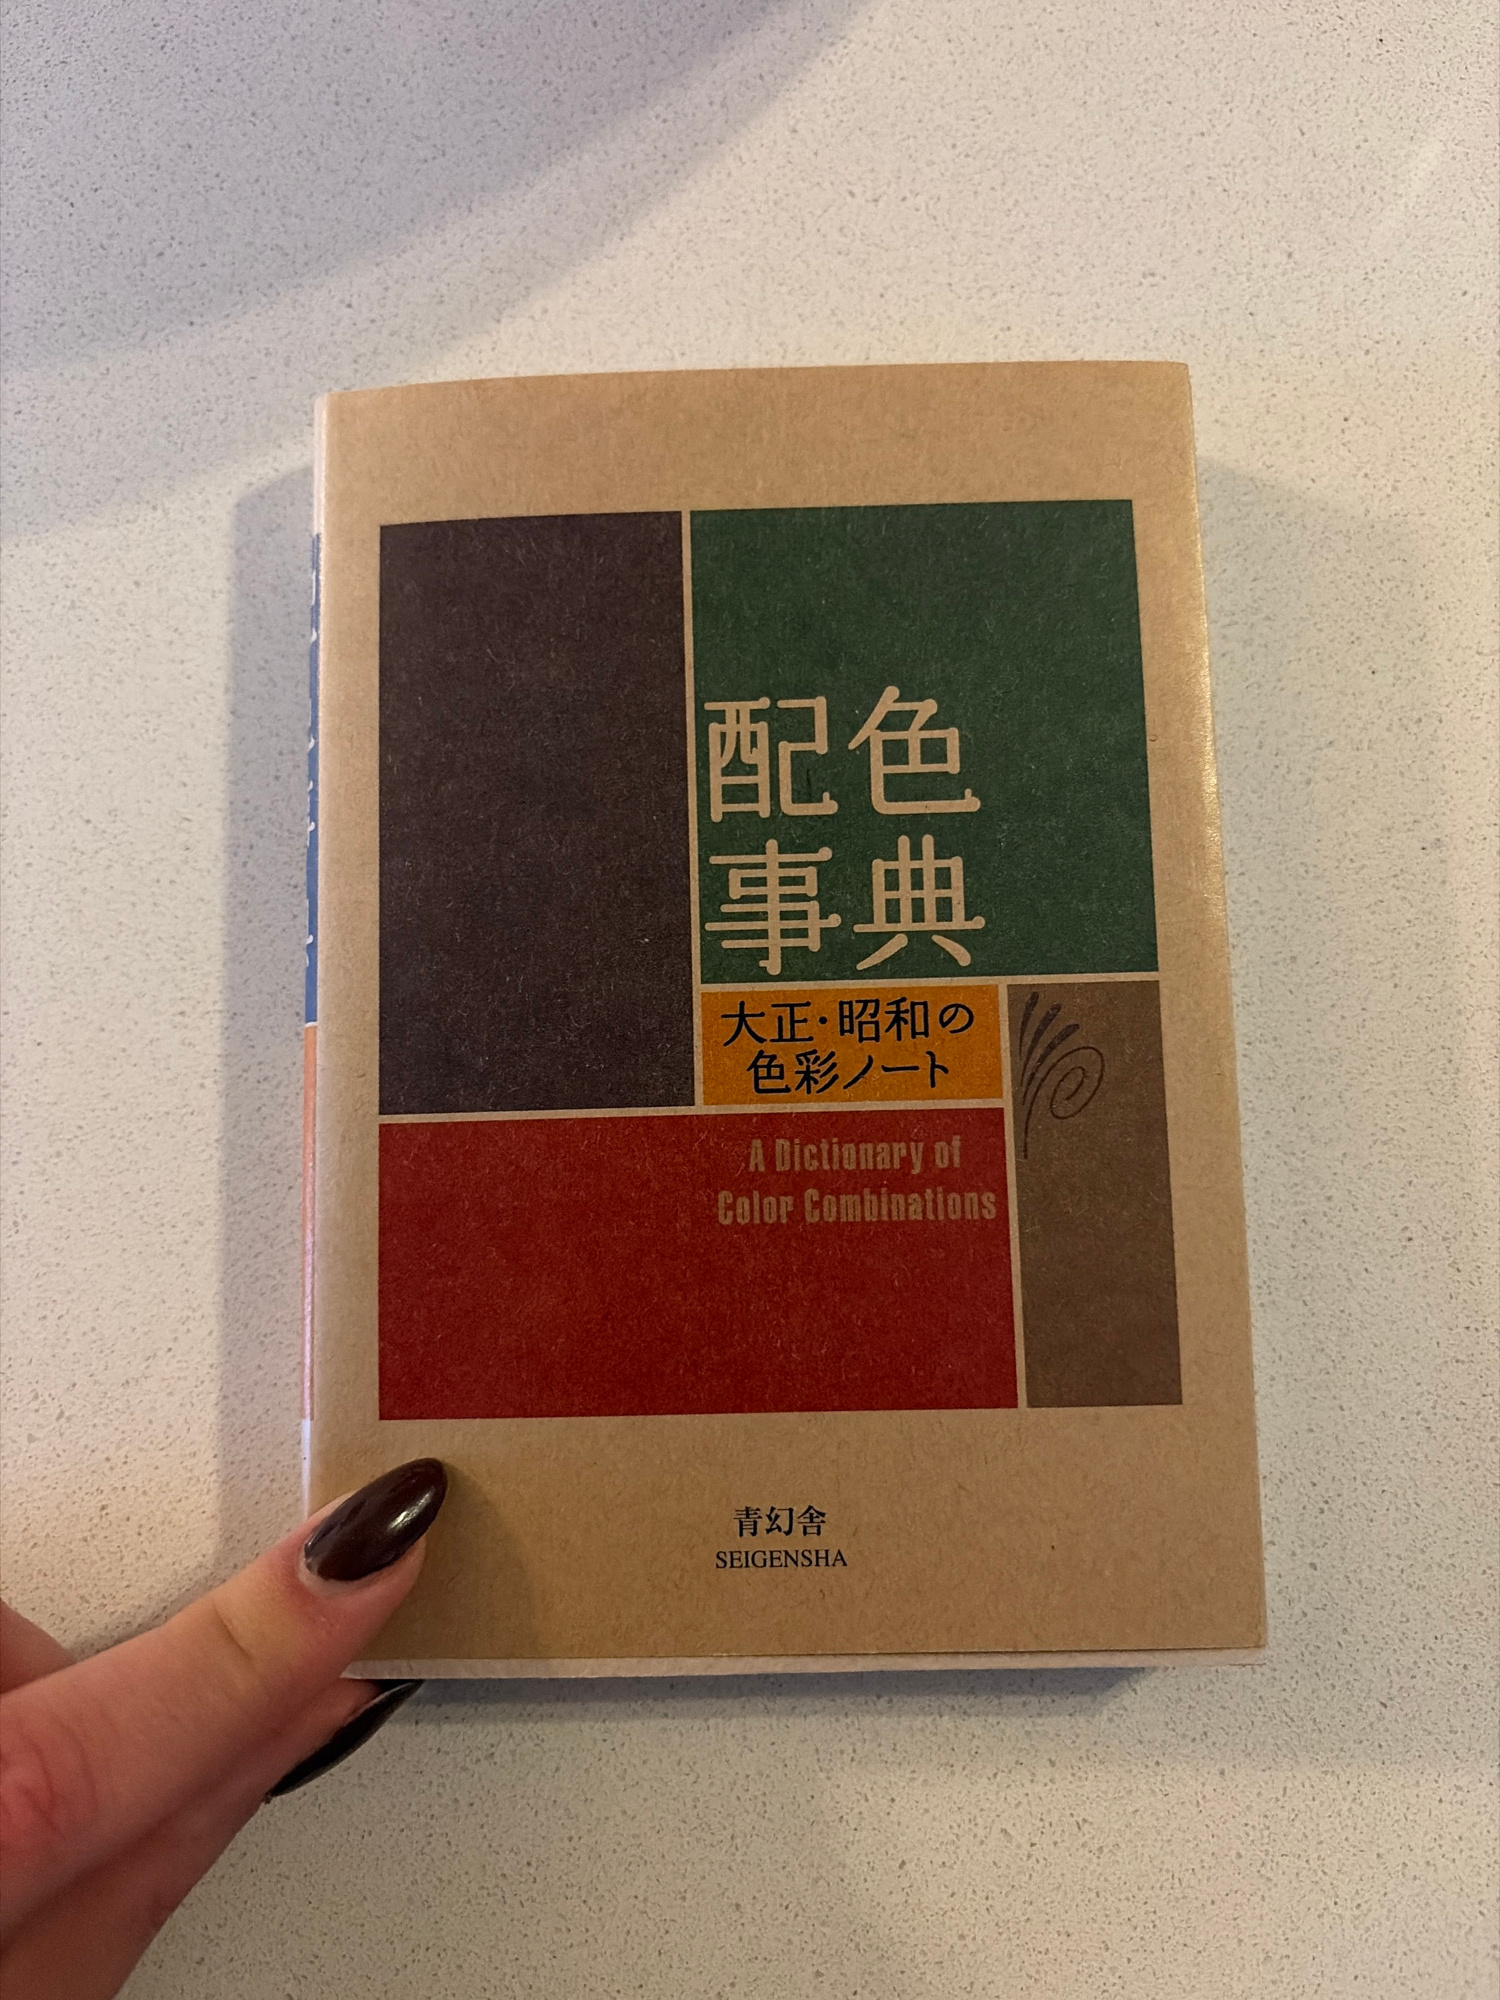 配色
事典
大正・昭和の
色彩ノート
A Dictionary of
Color Combinations
青幻舎
SEIGENSHA